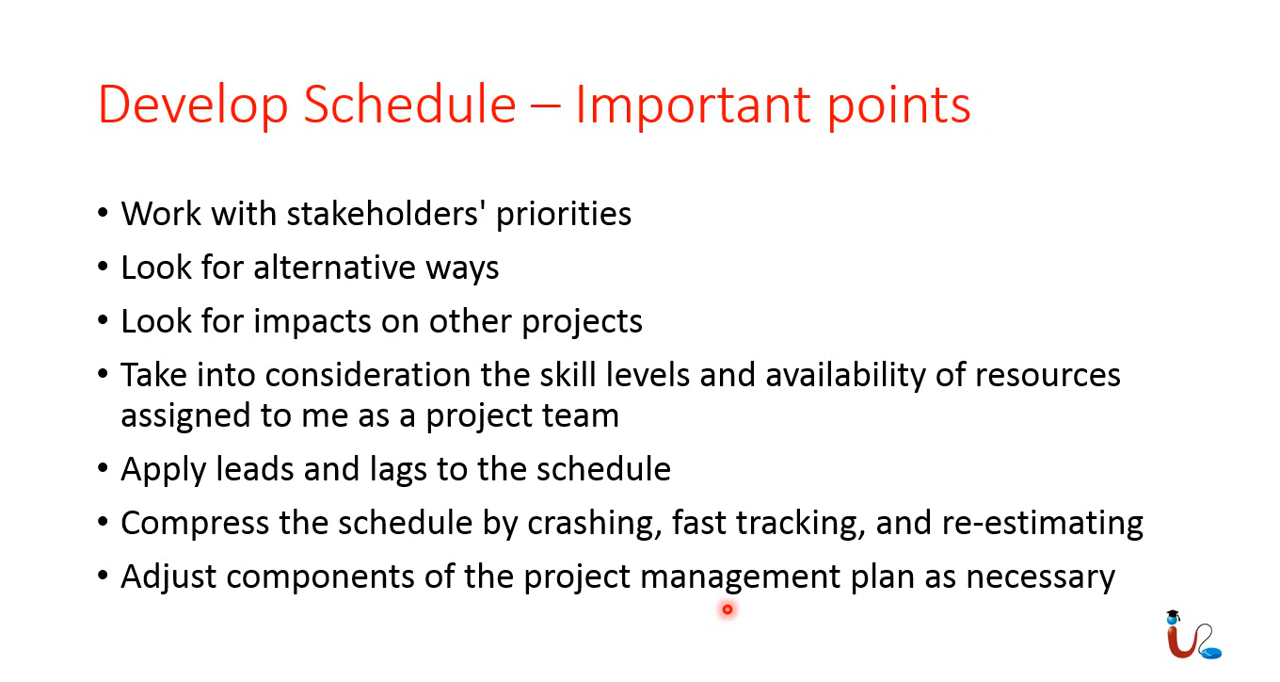 Develop Schedule – Important points
• Work with stakeholders' priorities
• Look for alternative ways
• Look for impacts on other projects
• Take into consideration the skill levels and availability of resources
assigned to me as a project team
• Apply leads and lags to the schedule
• Compress the schedule by crashing, fast tracking, and re-estimating
• Adjust components of the project management plan as necessary